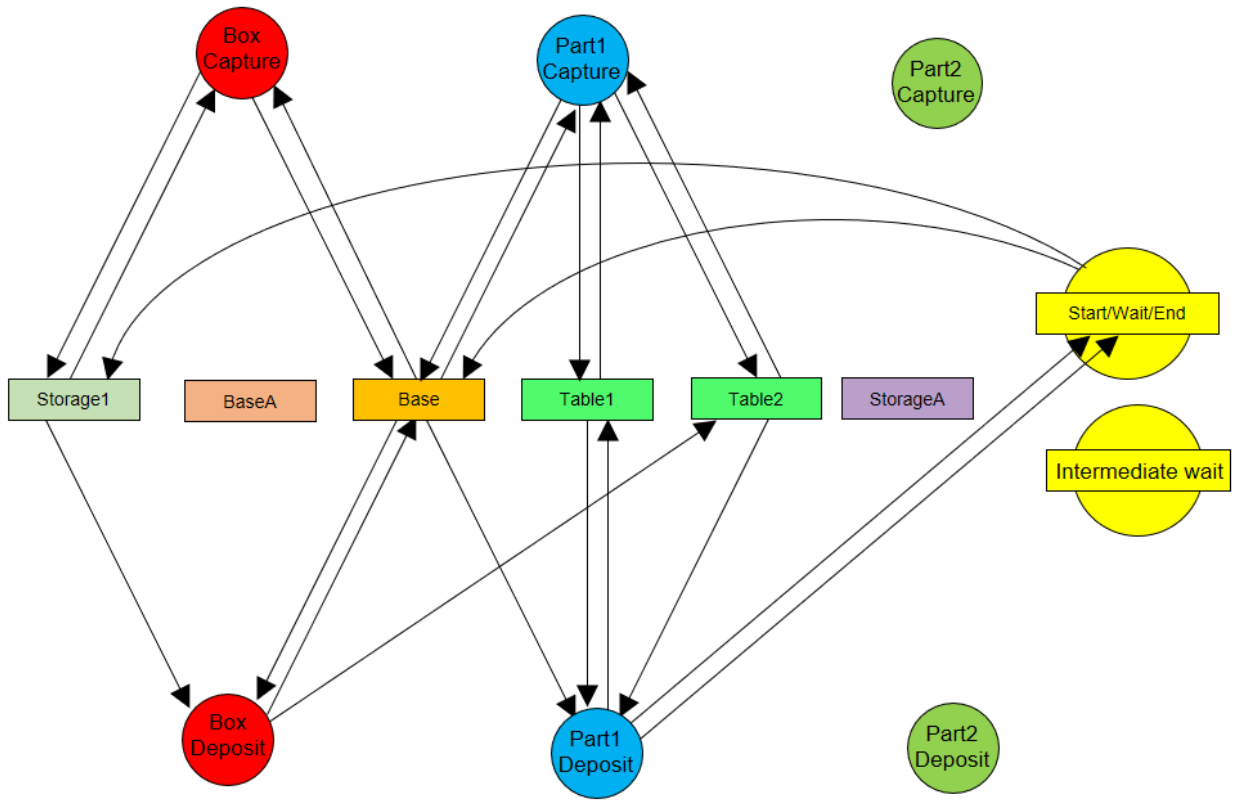 Box
Capture
Part1
Capture
Part2
Capture
Start/Wait/End
Storage1
BaseA
Base
Table1
Table2
StorageA
Intermediate wait
Box
Deposit
Part1
Deposit
Part2
Deposit